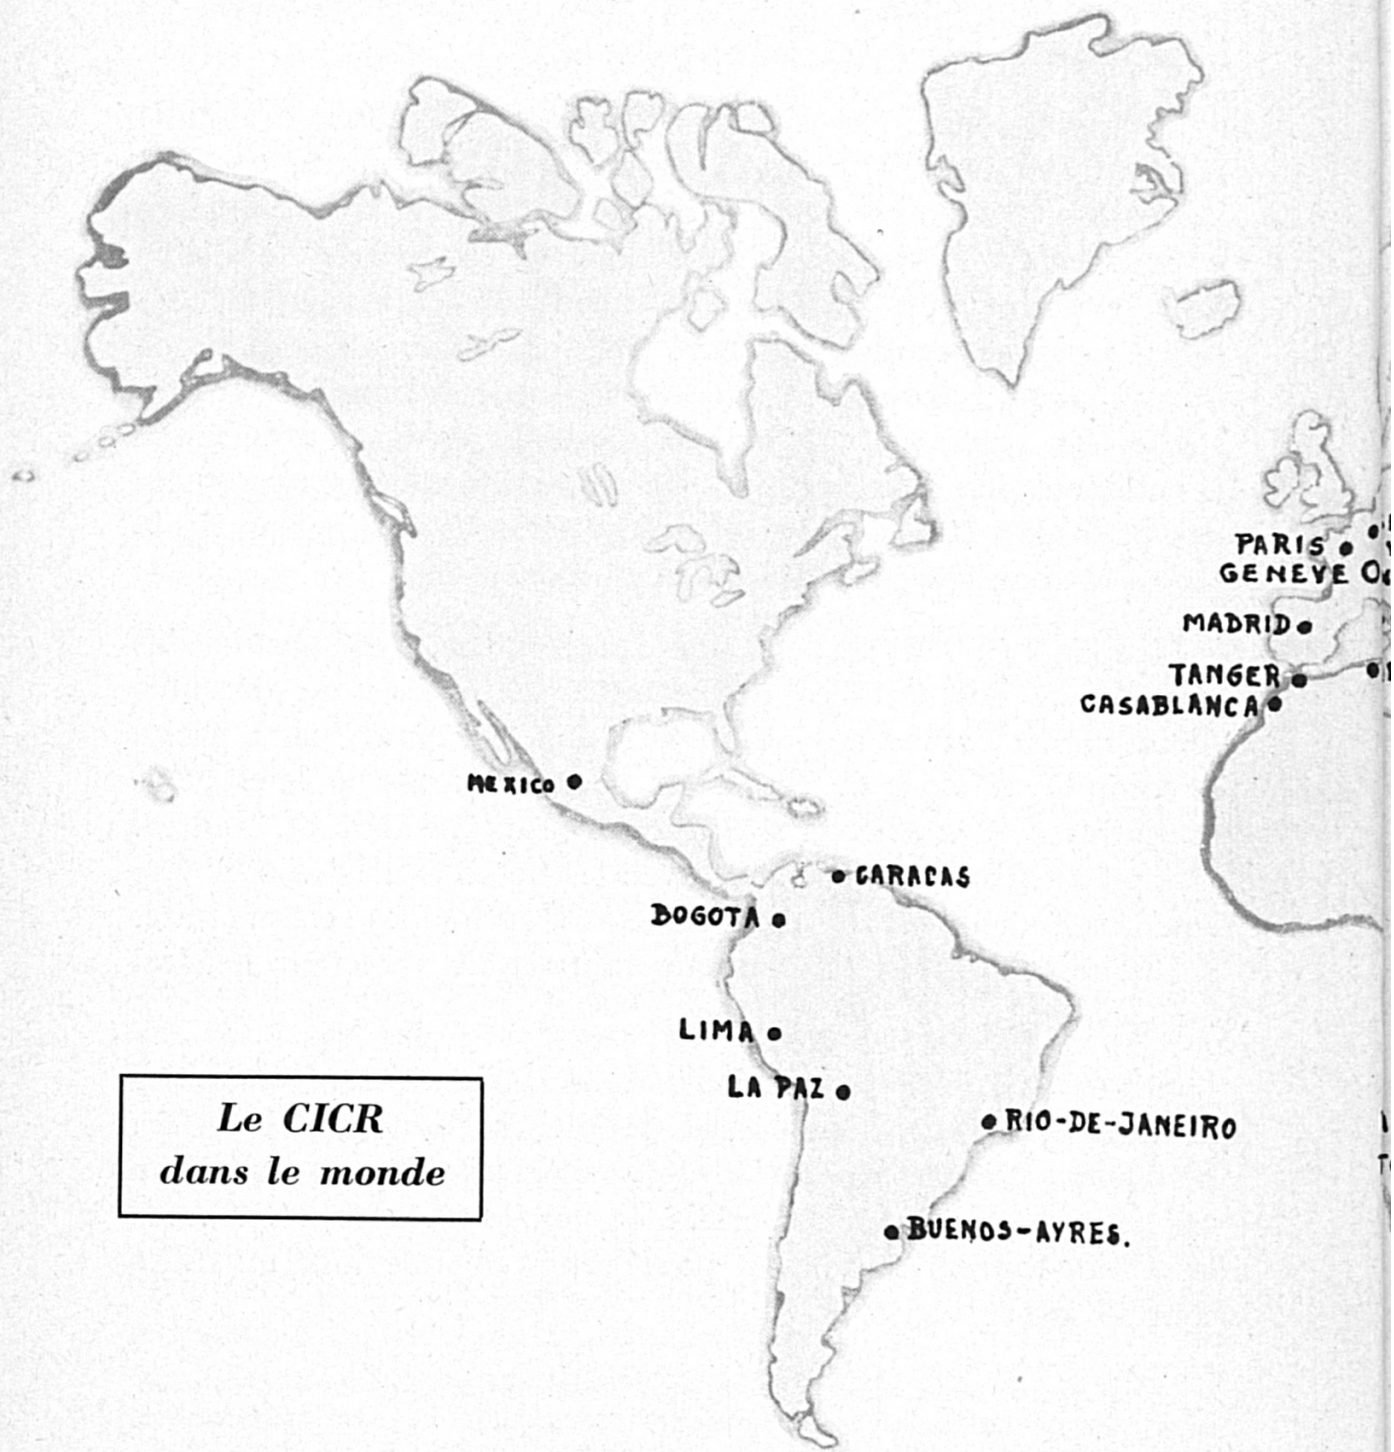 PARIS
GENEVE
MADRID
TANGER
CASABLANCA
MEXICO
CARACAS
BOGOTA
LIMA
LA PAZ
RIO-DE-JANEIRO
BUENOS-AYRES.
Le CICR
dans le monde